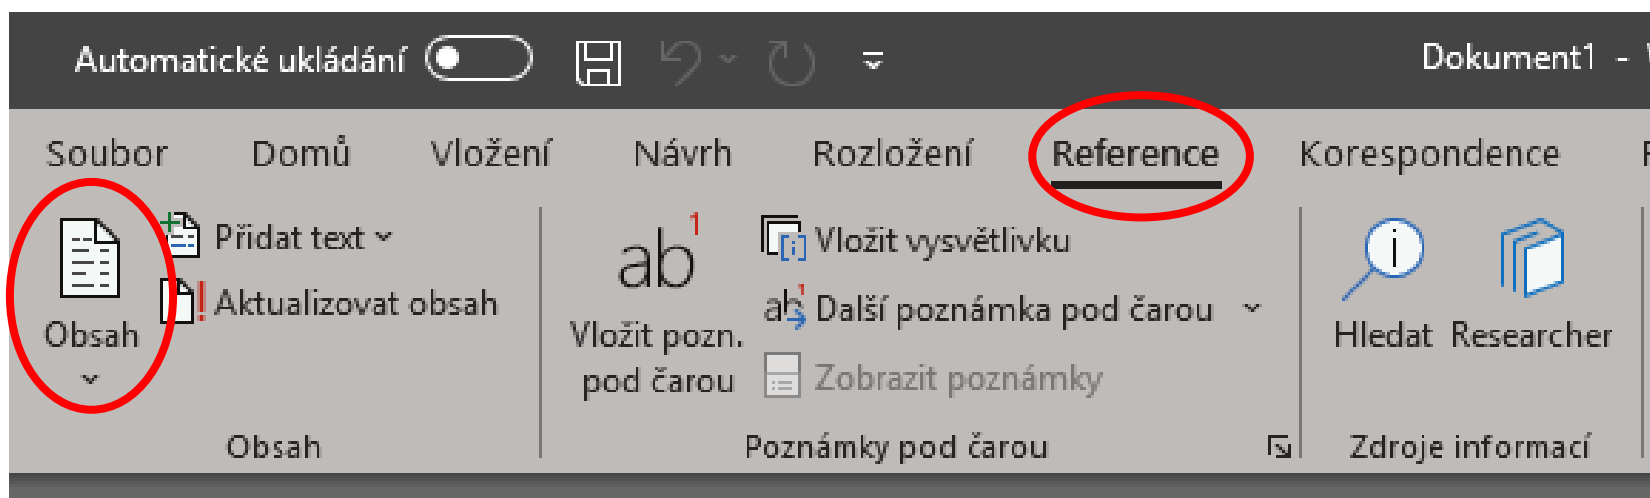 Automatické ukládání
Dokument1 -
Soubor Domů Vložení Návrh Rozložení Reference Korespondence
Obsah
Přidat text
Aktualizovat obsah
Obsah
ab1
Vložit pozn.
pod čarou
Vložit vysvětlivku
Další poznámka pod čarou
Zobrazit poznámky
Poznámky pod čarou
Hledat
Researcher
Zdroje informací